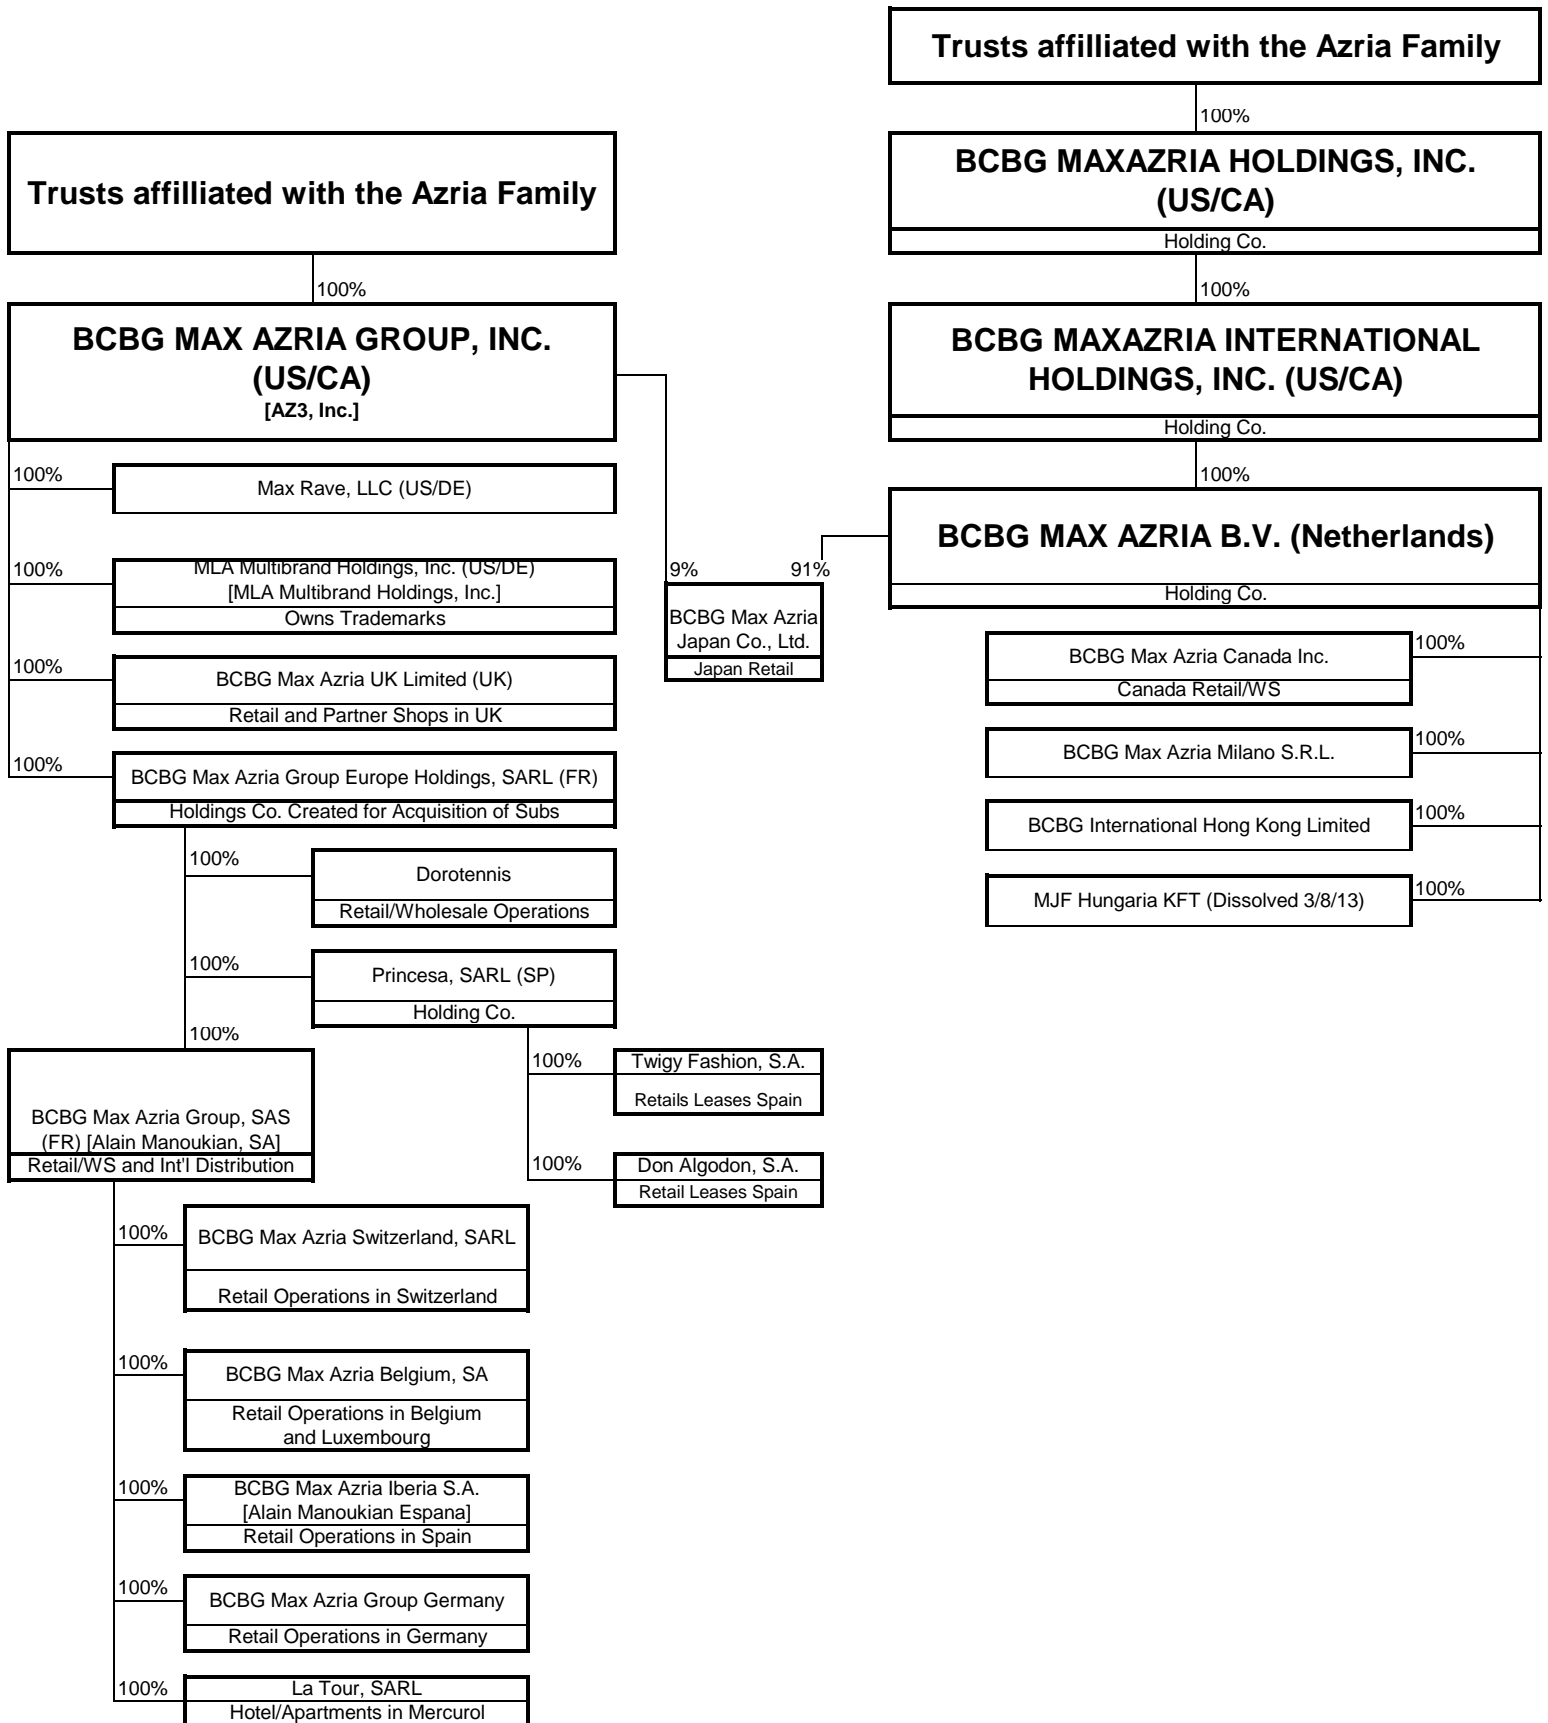 Trusts affilliated with the Azria Family
100%
BCBG MAXAZRIA HOLDINGS, INC.
(US/CA)
Holding Co.
100%
BCBG MAXAZRIA INTERNATIONAL
HOLDINGS, INC. (US/CA)
Holding Co.
100%
BCBG MAX AZRIA B.V. (Netherlands)
Holding Co.
100%
BCBG Max Azria Canada Inc.
Canada Retail/WS
100%
BCBG Max Azria Milano S.R.L.
100%
BCBG International Hong Kong Limited
100%
MJF Hungaria KFT (Dissolved 3/8/13)
Trusts affilliated with the Azria Family
100%
BCBG MAX AZRIA GROUP, INC.
(US/CA)
[AZ3, Inc.]
9%
91%
BCBG Max Azria
Japan Co., Ltd.
Japan Retail
100%
Max Rave, LLC (US/DE)
100%
MLA Multibrand Holdings, Inc. (US/DE)
[MLA Multibrand Holdings, Inc.]
Owns Trademarks
100%
BCBG Max Azria UK Limited (UK)
Retail and Partner Shops in UK
100%
BCBG Max Azria Group Europe Holdings, SARL (FR)
Holdings Co. Created for Acquisition of Subs
100%
Dorotennis
Retail/Wholesale Operations
100%
Princesa, SARL (SP)
Holding Co.
100%
Twigy Fashion, S.A.
Retails Leases Spain
100%
Don Algodon, S.A.
Retail Leases Spain
100%
BCBG Max Azria Group, SAS
(FR) [Alain Manoukian, SA]
Retail/WS and Int'l Distribution
100%
BCBG Max Azria Switzerland, SARL
Retail Operations in Switzerland
100%
BCBG Max Azria Belgium, SA
Retail Operations in Belgium
and Luxembourg
100%
BCBG Max Azria Iberia S.A.
[Alain Manoukian Espana]
Retail Operations in Spain
100%
BCBG Max Azria Group Germany
Retail Operations in Germany
100%
La Tour, SARL
Hotel/Apartments in Mercurol